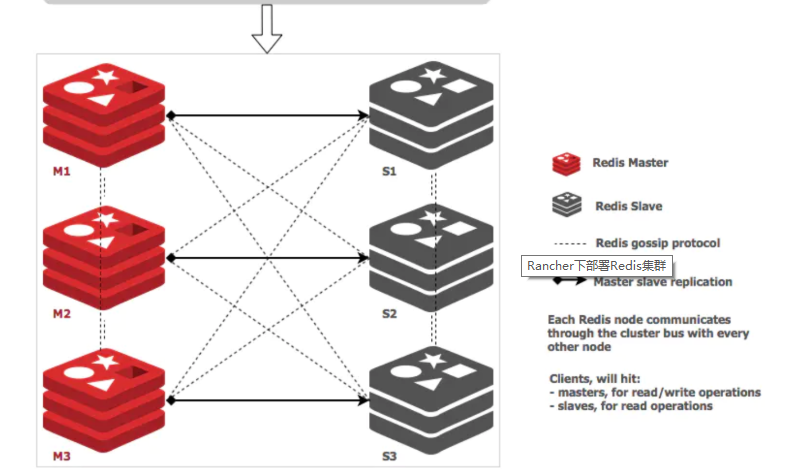 M1
S1
M2
S2
M3
S3
Redis Master
Redis Slave
Redis gossip protocol
Rancher下部署Redis集群
Master slave replication
Each Redis node communicates
through the cluster bus with every
other node
Clients, will hit:
- masters, for read/write operations
- slaves, for read operations